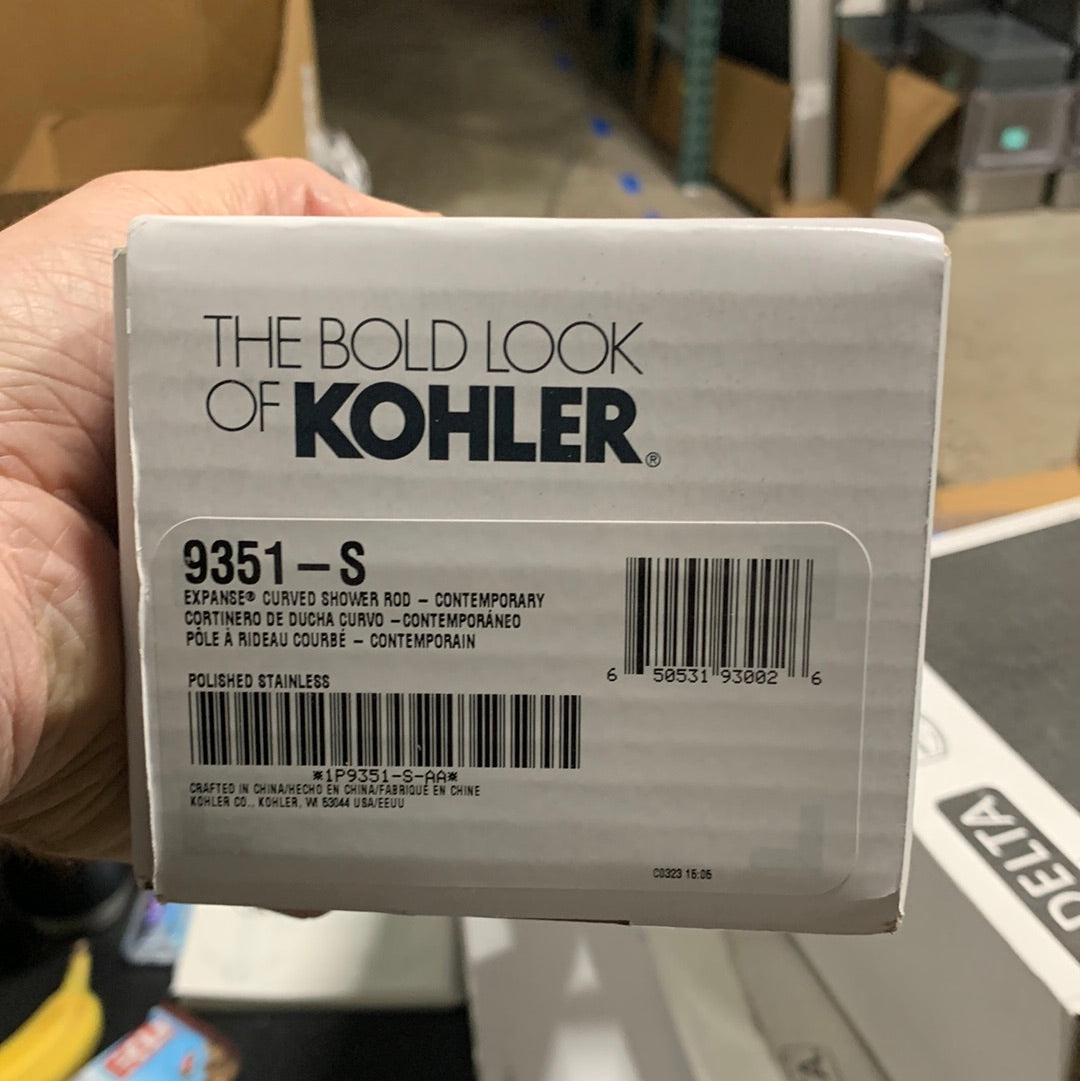 THE BOLD LOOK
OF KOHLER®
9351-S
EXPANSE® CURVED SHOWER ROD - CONTEMPORARY
CORTINERO DE DUCHA CURVO -CONTEMPORÁNEO
PÔLE À RIDEAU COURBÉ - CONTEMPORAIN
POLISHED STAINLESS
*1P9351-S-AA*
CRAFTED IN CHINA/HECHO EN CHINA/FABRIQUÉ EN CHINE
KOHLER CO., KOHLER, WI 53044 USA/EEUU
6 50531 93002 6
C0323 15:05
DELTA